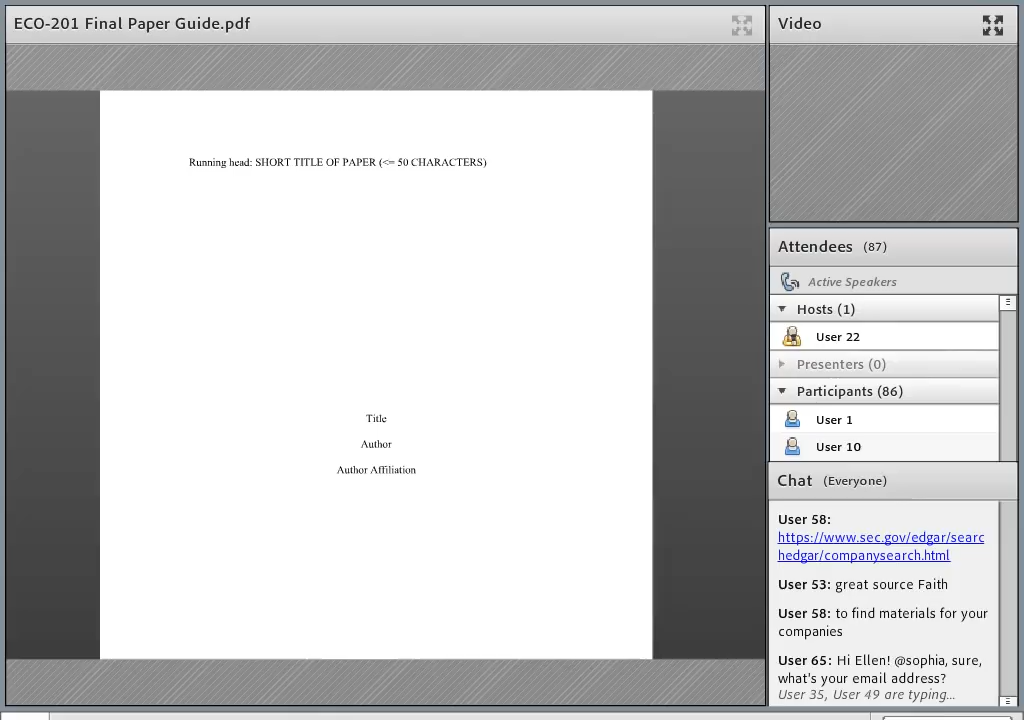 ECO-201 Final Paper Guide.pdf
Running head: SHORT TITLE OF PAPER (<= 50 CHARACTERS)
Title
Author
Author Affiliation
Video
Attendees (87)
Active Speakers
Hosts (1)
User 22
Presenters (0)
Participants (86)
User 1
User 10
Chat (Everyone)
User 58:
https://www.sec.gov/edgar/searc
hedgar/companysearch.html
User 53: great source Faith
User 58: to find materials for your
companies
User 65: Hi Ellen! @sophia, sure,
what's your email address?
User 35, User 49 are typing...